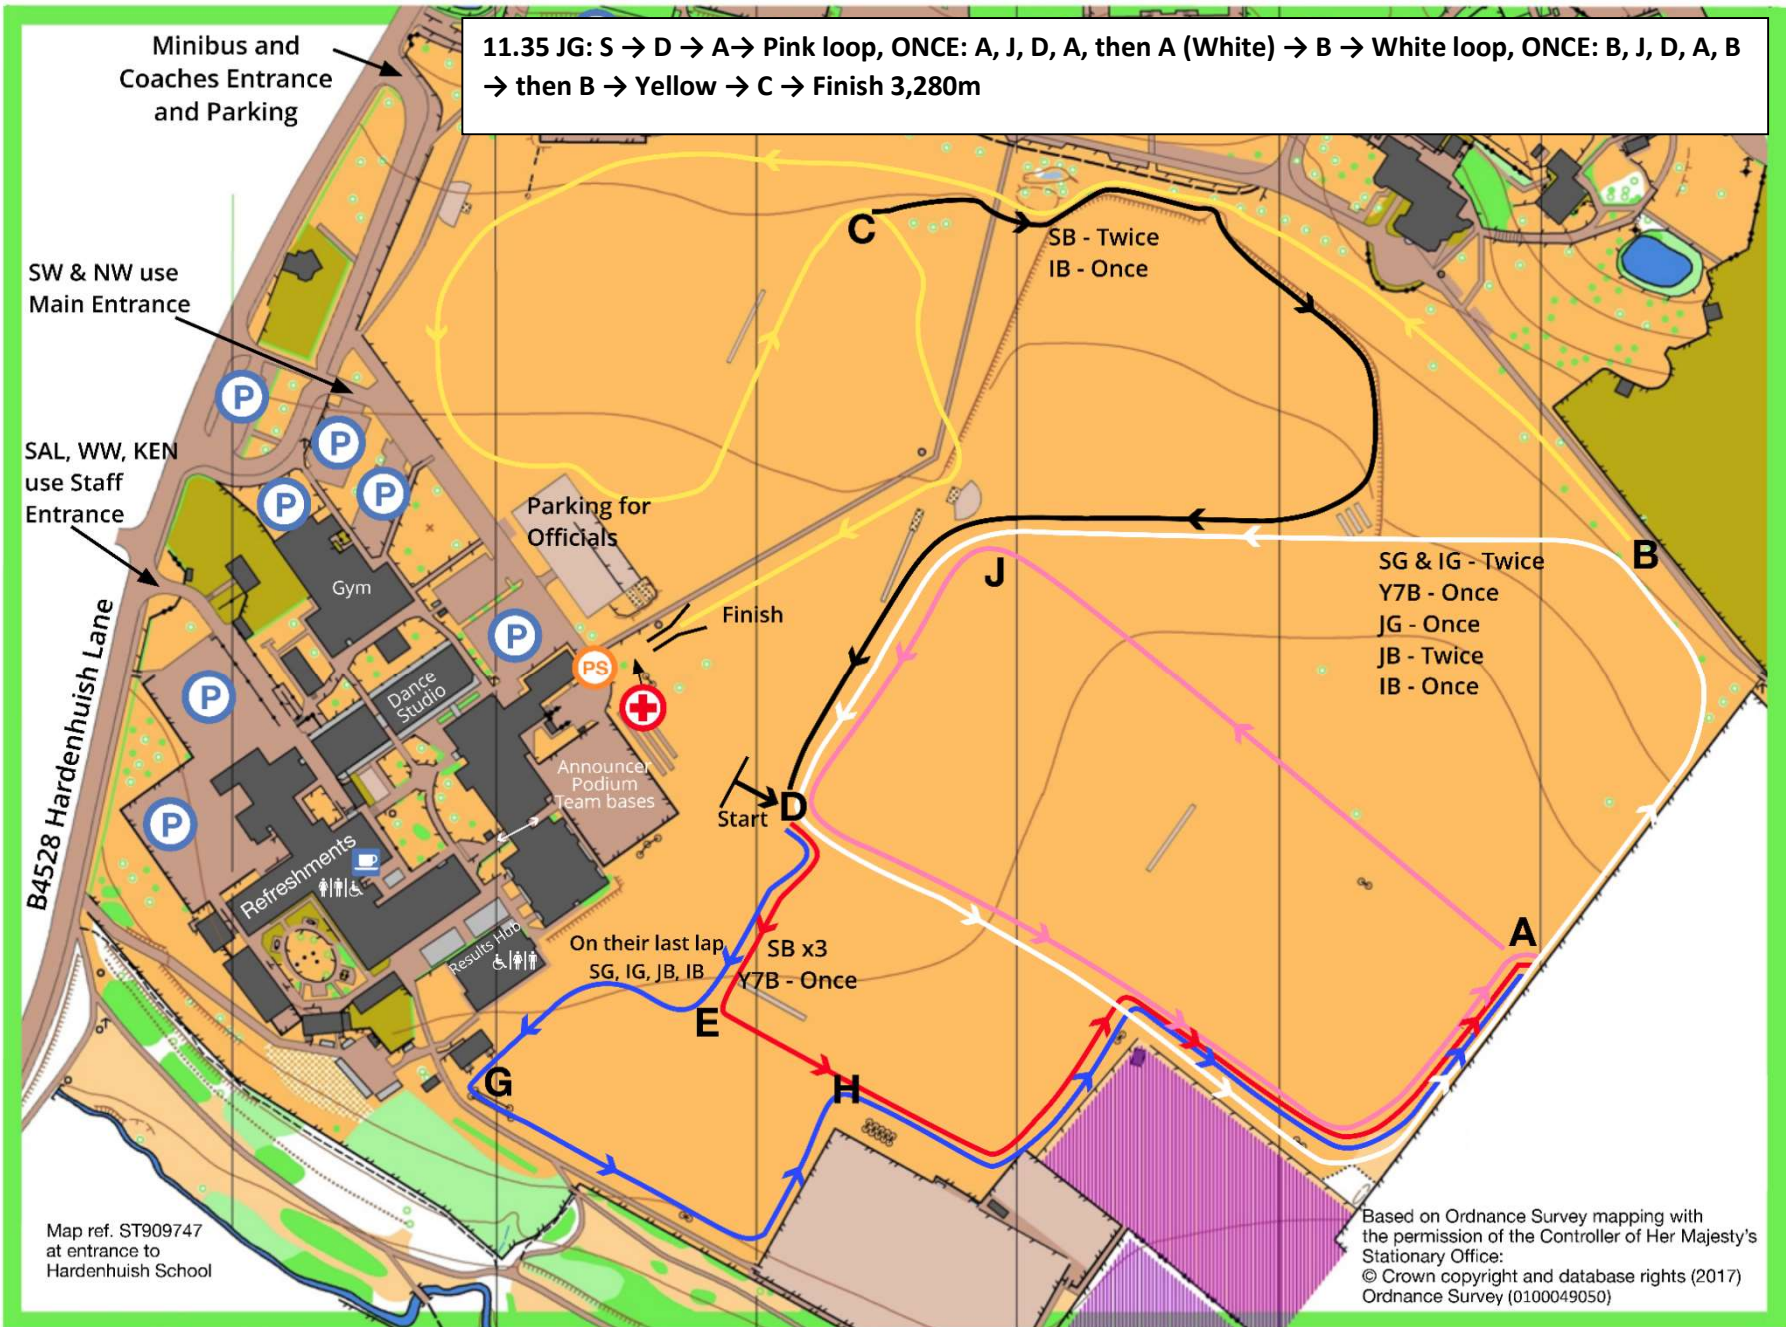 11.35 JG: S → D → A→ Pink loop, ONCE: A, J, D, A, then A (White) → B → White loop, ONCE: B, J, D, A, B
→ then B → Yellow → C → Finish 3,280m
Minibus and
Coaches Entrance
and Parking
C
SB - Twice
IB - Once
SW & NW use
Main Entrance
P
P
P
P
SAL, WW, KEN
use Staff
Entrance
Parking for
Officials
B
SG & IG - Twice
Y7B - Once
JG - Once
JB - Twice
IB - Once
J
Gym
Finish
P
PS
P
Dance
Studio
B4528 Hardenhuish Lane
Announcer
Podium
Team bases
D
Start
P
Refreshments
A
Results Hub
On their last lap
SG, IG, JB, IB
SB x3
Y7B - Once
E
G
H
Map ref. ST909747
at entrance to
Hardenhuish School
Based on Ordnance Survey mapping with
the permission of the Controller of Her Majesty's
Stationary Office:
© Crown copyright and database rights (2017)
Ordnance Survey (0100049050)